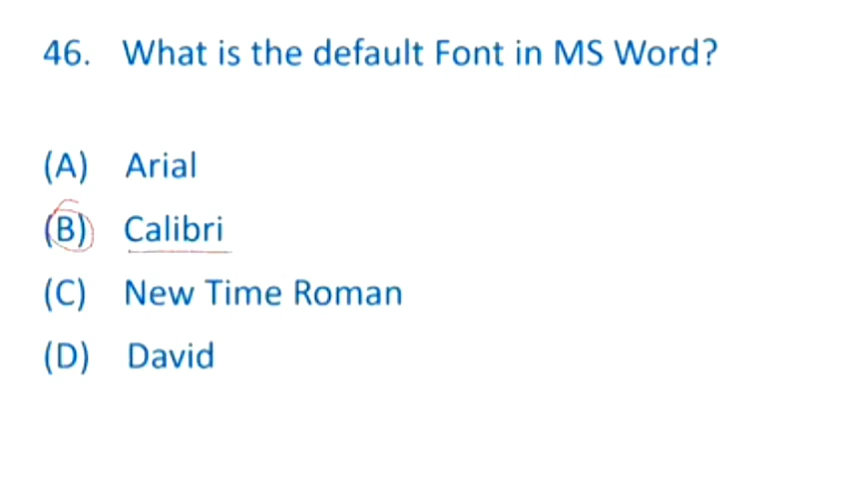 46. What is the default Font in MS Word?
(A) Arial
(B) Calibri
(C) New Time Roman
(D) David